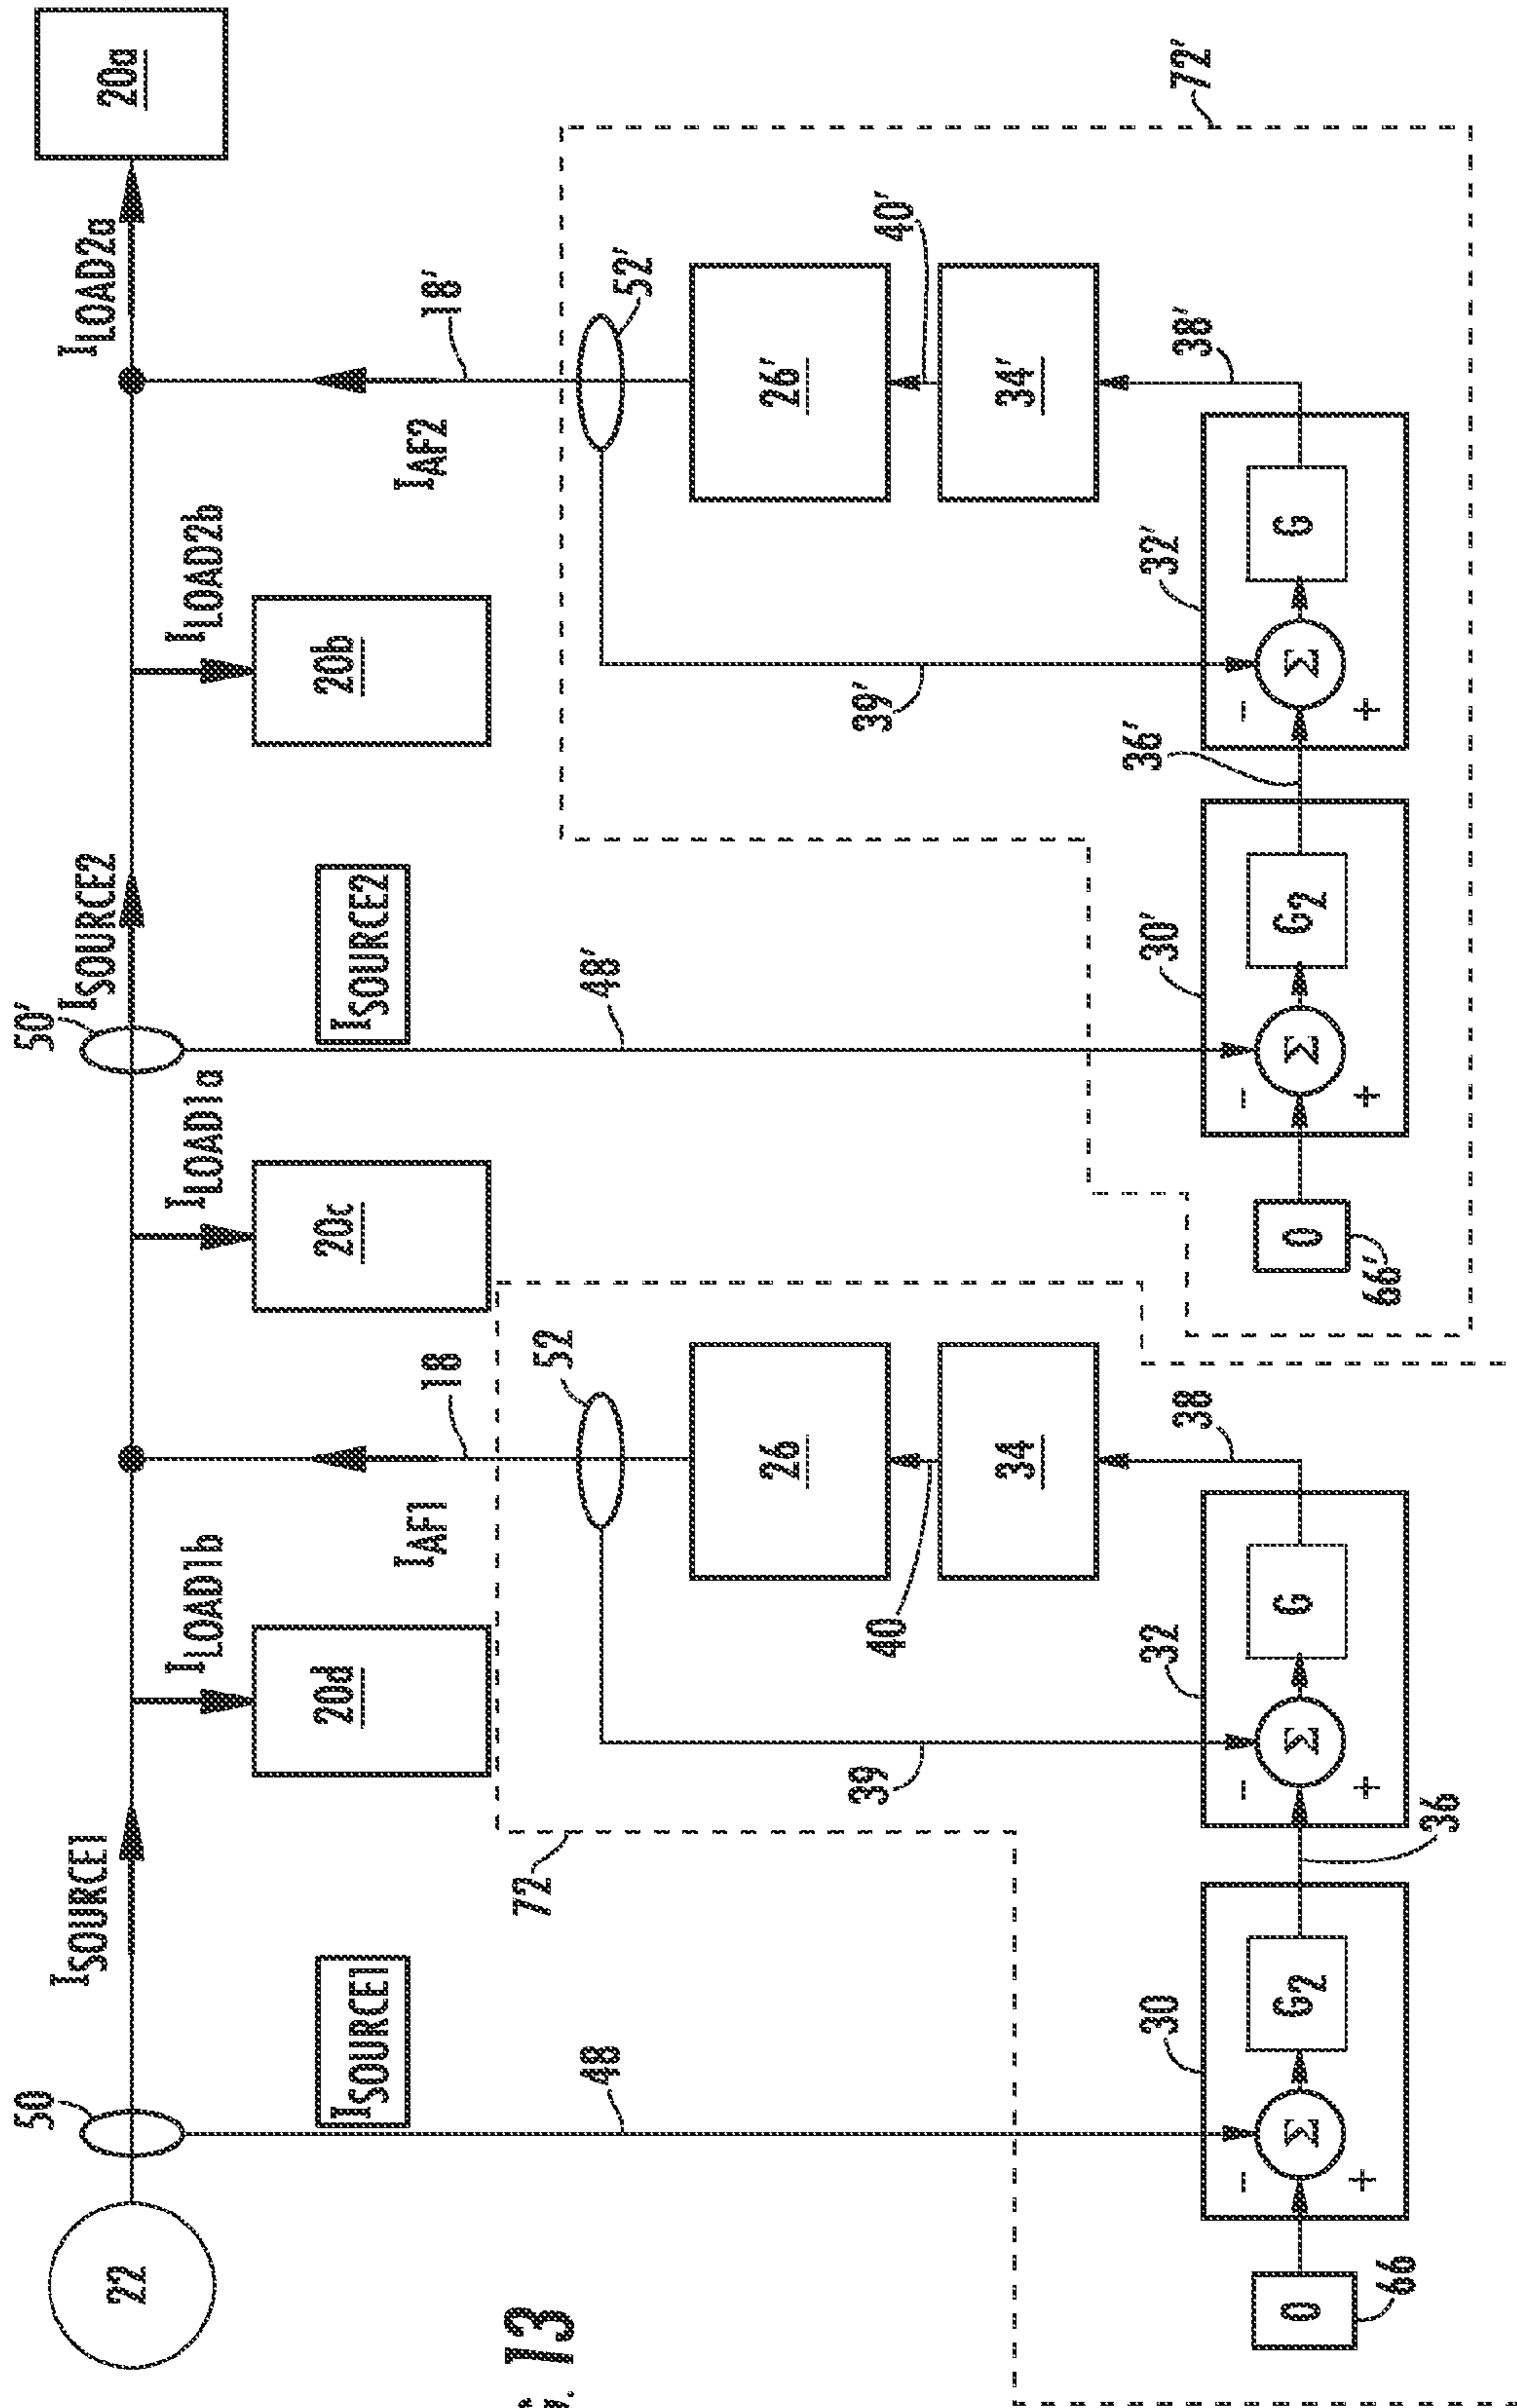 50
ISOURCE1
ILOAD1b
ILOAD1a
50'
ISOURCE2
ILOAD2b
ILOAD2a
22
20a
ISOURCE1
20d
IAF1
18
20c
ISOURCE2
20b
IAF2
18'
48
72
52
48'
52'
26
39
40
34
26'
39'
40'
34'
72'
30
32
38
30'
36'
32'
38'
0
66
-
+
Σ
G2
36
-
+
Σ
G
0
66'
-
+
Σ
G2
-
+
Σ
G
13